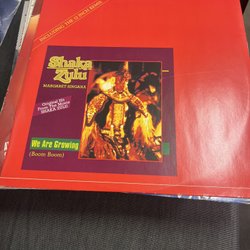 INCLUDING THE 12 INCH REMIX
Shaka
Zulu
MARGARET SINGANA
Original Hit
From The Movie
SHAKA ZULU
We Are Growing
(Boom Boom)